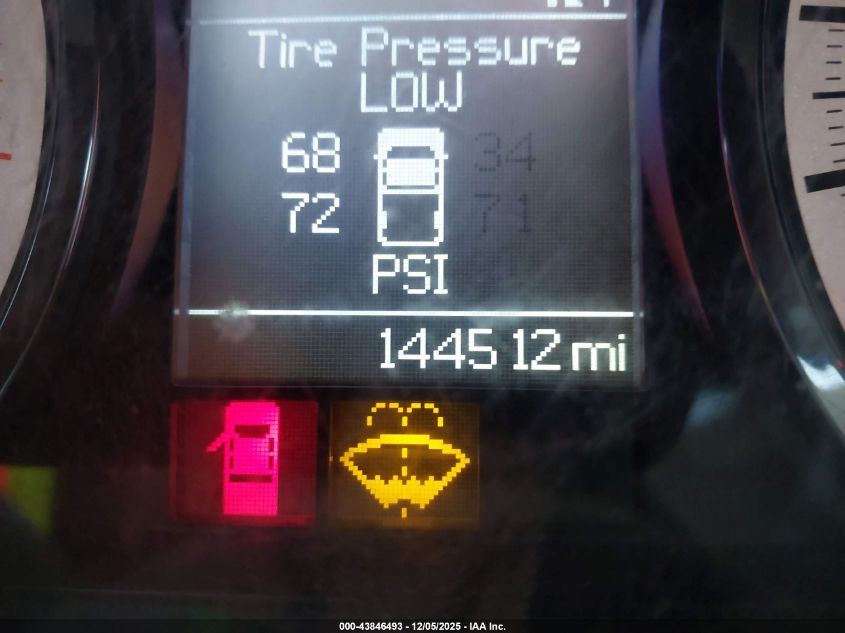 Tire Pressure
LOW
68 34
72 71
PSI
144512 mi
000-43846493 - 12/05/2025 - IAA Inc.